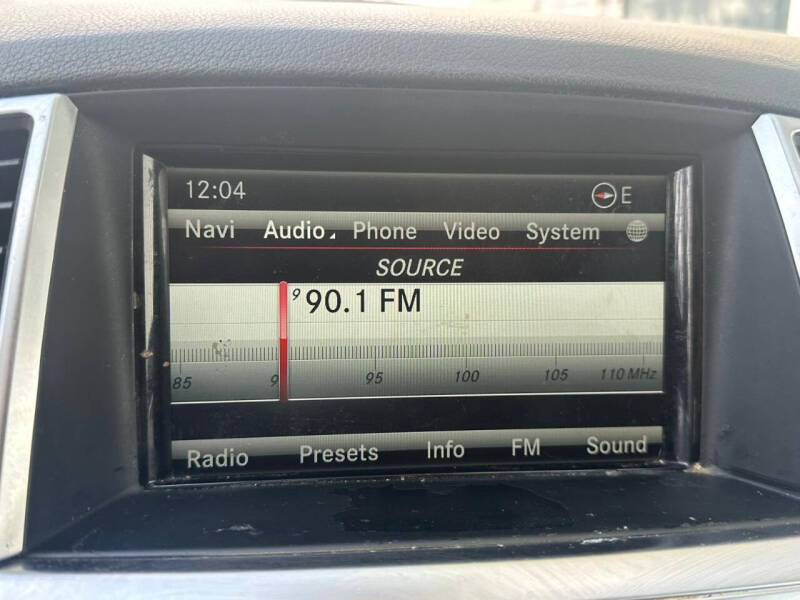 12:04 E
Navi Audio Phone Video System
SOURCE
9 90.1 FM
85 9 95 100 105 110 MHz
Radio Presets Info FM Sound